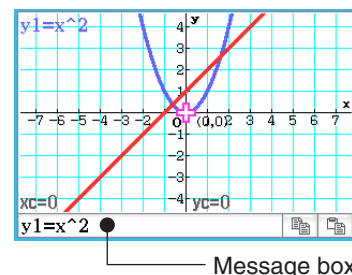 y1=x^2
4 y
3
2
1
x
-7 -6 -5 -4 -3 -2 O (0,0) 2 3 4 5 6 7
-1
-2
-3
-4
xc=0 yc=0
y1=x^2
Message box